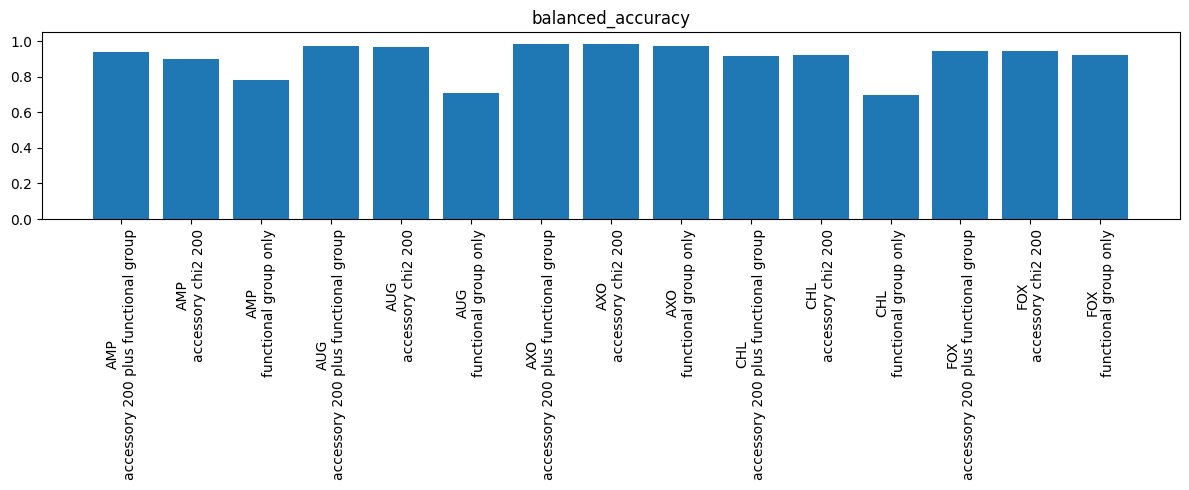 balanced_accuracy
1.0
0.8
0.6
0.4
0.2
0.0
AMP
accessory 200 plus functional group
AMP
accessory chi2 200
AMP
functional group only
AUG
accessory 200 plus functional group
AUG
accessory chi2 200
AUG
functional group only
AXO
accessory 200 plus functional group
AXO
accessory chi2 200
AXO
functional group only
CHL
accessory 200 plus functional group
CHL
accessory chi2 200
CHL
functional group only
FOX
accessory 200 plus functional group
FOX
accessory chi2 200
FOX
functional group only